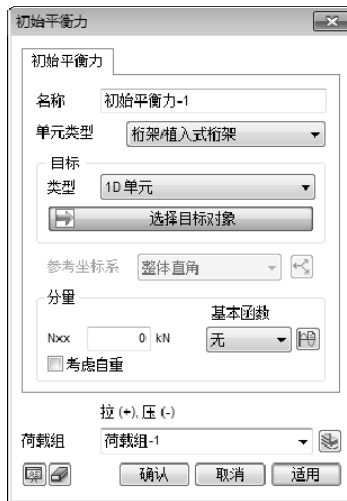 初始平衡力
初始平衡力
名称 初始平衡力-1
单元类型 桁架/植入式桁架
目标
类型 1D单元
选择目标对象
参考坐标系 整体直角
分量
基本函数
Nxx 0 kN 无
考虑自重
拉 (+), 压 (-)
荷载组 荷载组-1
确认 取消 适用